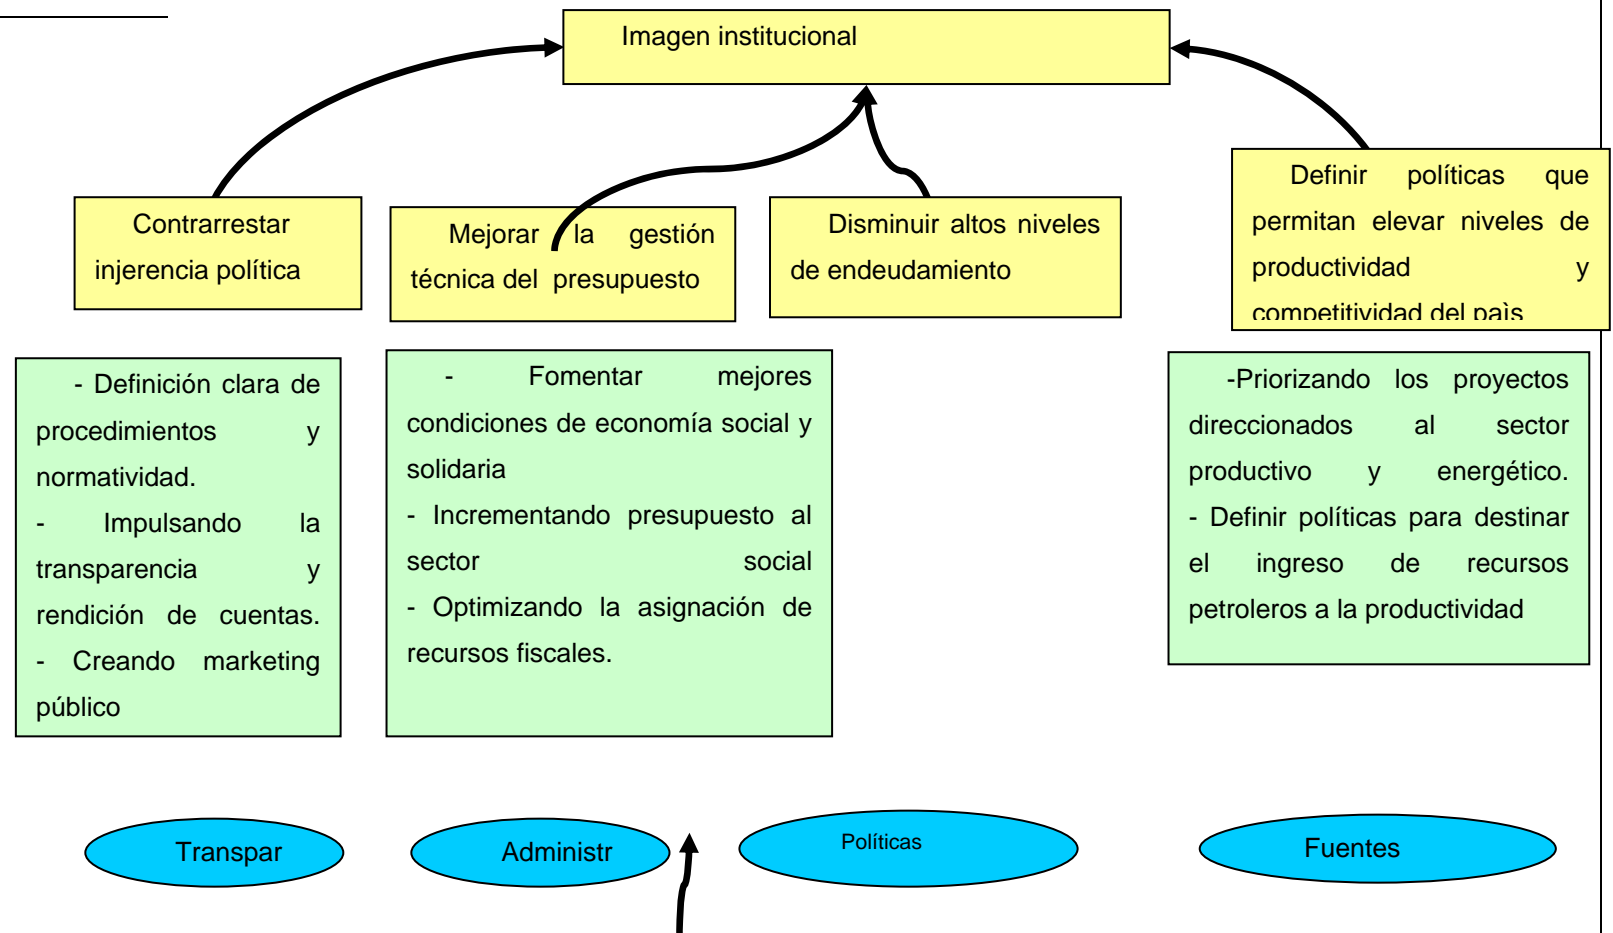 Imagen institucional
Contrarrestar
injerencia política
Mejorar la gestión
técnica del presupuesto
Disminuir altos niveles
de endeudamiento
Definir políticas que
permitan elevar niveles de
productividad y
competitividad del paìs
- Definición clara de
procedimientos y
normatividad.
- Impulsando la
transparencia y
rendición de cuentas.
- Creando marketing
público
- Fomentar mejores
condiciones de economía social y
solidaria
- Incrementando presupuesto al
sector social
- Optimizando la asignación de
recursos fiscales.
-Priorizando los proyectos
direccionados al sector
productivo y energético.
- Definir políticas para destinar
el ingreso de recursos
petroleros a la productividad
Transpar
Administr
Políticas
Fuentes